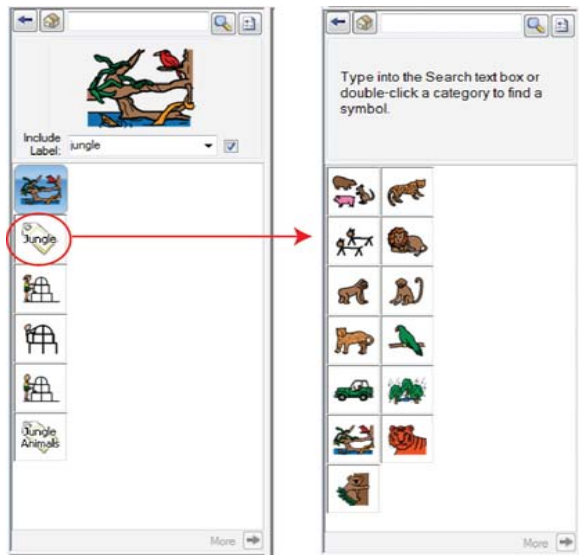 Include
Label:
jungle
Jungle
Jungle
Animals
More
Type into the Search text box or
double-click a category to find a
symbol.
More